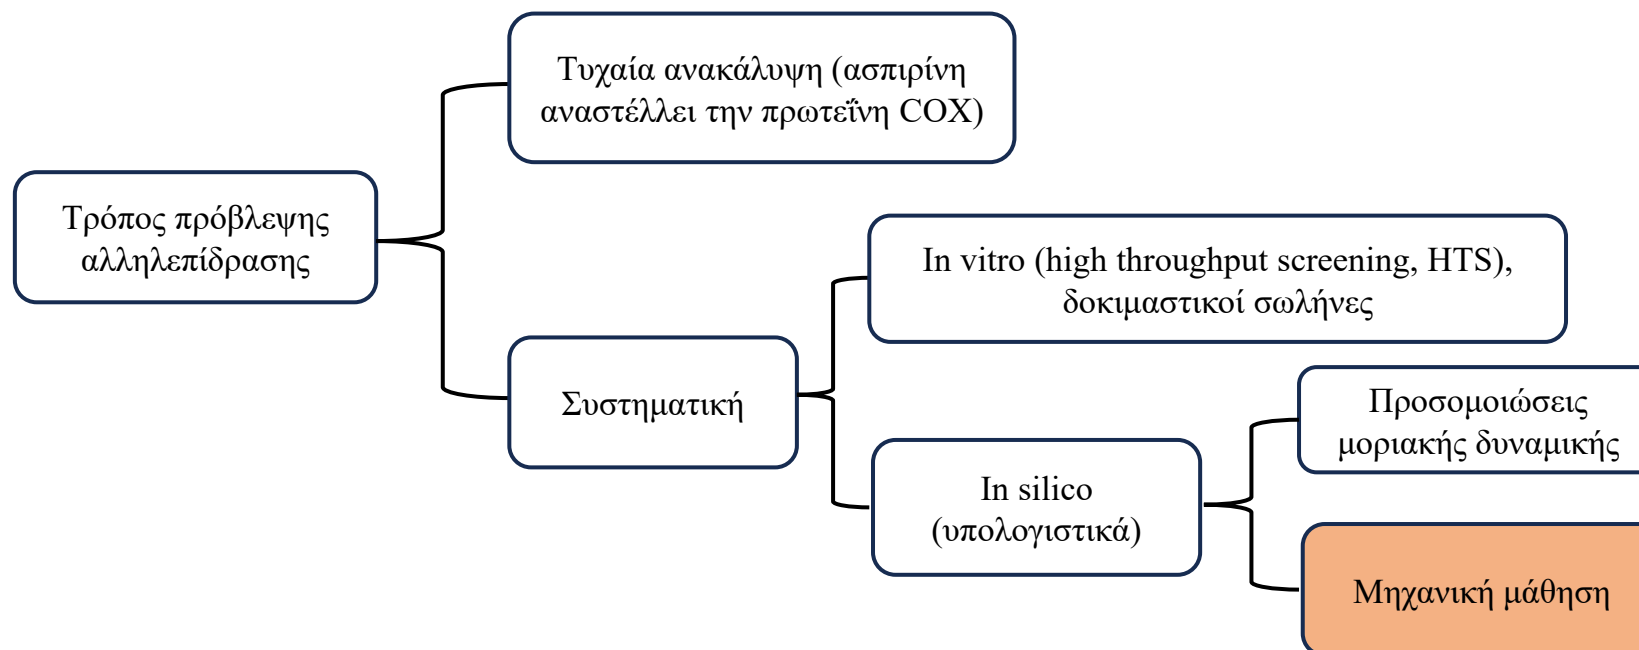 Τυχαία ανακάλυψη (ασπιρίνη
αναστέλλει την πρωτεΐνη COX)
Τρόπος πρόβλεψης
αλληλεπίδρασης
In vitro (high throughput screening, HTS),
δοκιμαστικοί σωλήνες
Συστηματική
Προσομοιώσεις
μοριακής δυναμικής
In silico
(υπολογιστικά)
Μηχανική μάθηση